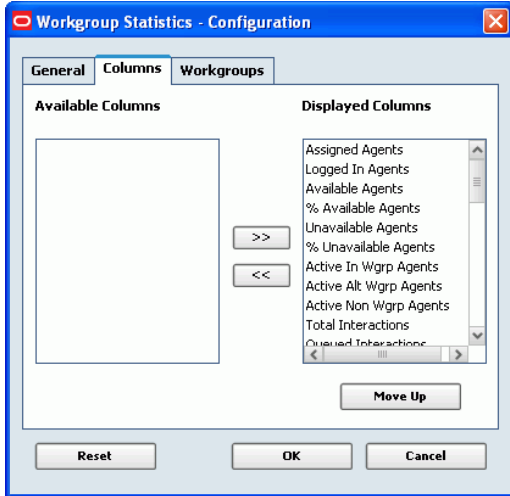 Workgroup Statistics - Configuration
General Columns Workgroups
Available Columns
Displayed Columns
Assigned Agents
Logged In Agents
Available Agents
% Available Agents
Unavailable Agents
% Unavailable Agents
Active In Wgrp Agents
Active Alt Wgrp Agents
Active Non Wgrp Agents
Total Interactions
Queued Interactions
>>
<<
Move Up
Reset OK Cancel